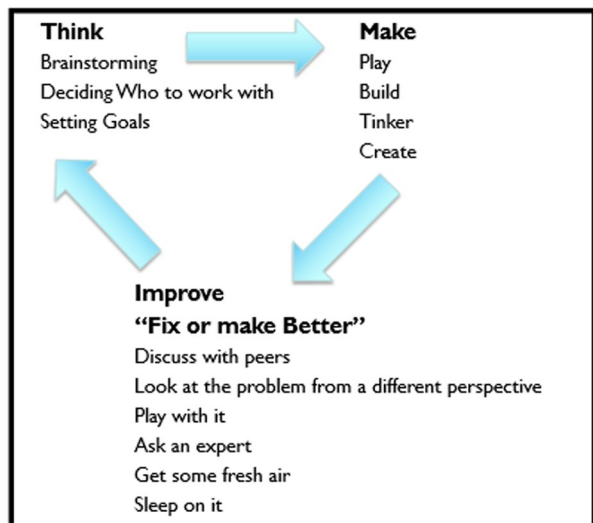 Think
Brainstorming
Deciding Who to work with
Setting Goals
Make
Play
Build
Tinker
Create
Improve
“Fix or make Better”
Discuss with peers
Look at the problem from a different perspective
Play with it
Ask an expert
Get some fresh air
Sleep on it